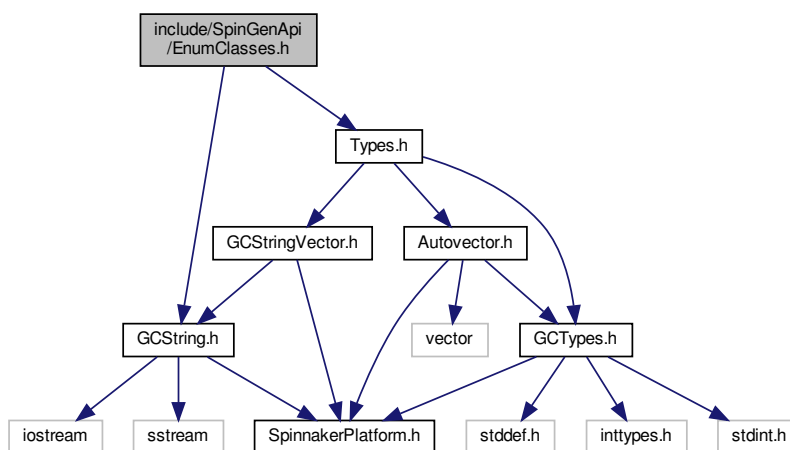 include/SpinGenApi
/EnumClasses.h
Types.h
GCStringVector.h
Autovector.h
GCString.h
vector
GCTypes.h
iostream
sstream
SpinnakerPlatform.h
stddef.h
inttypes.h
stdint.h